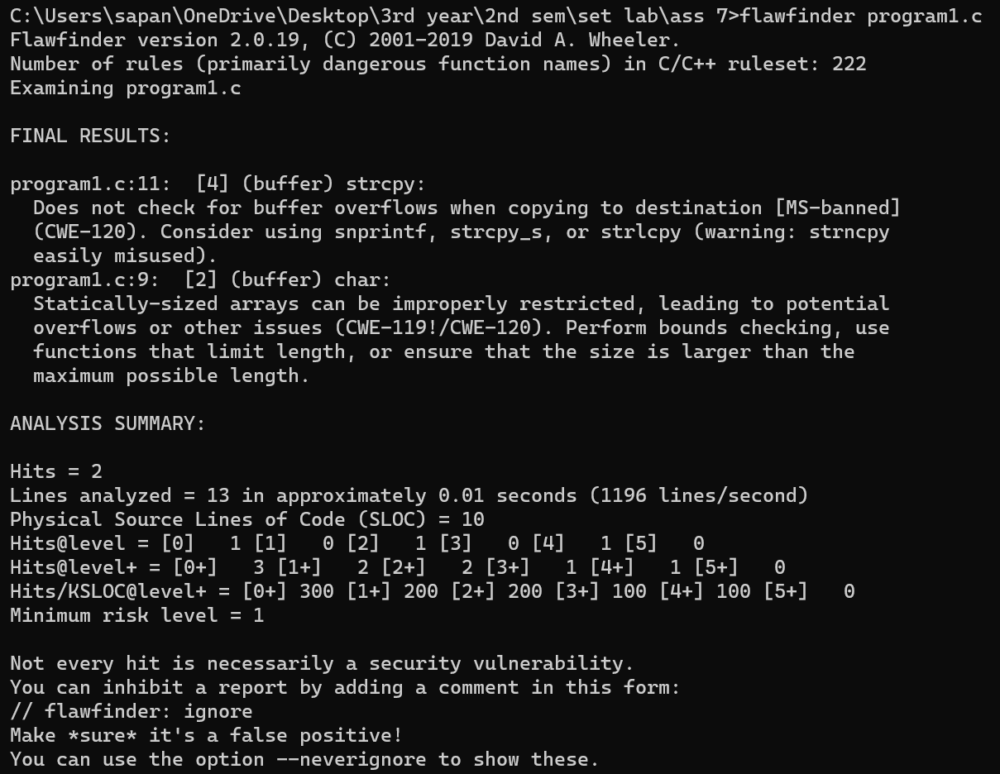 C:\Users\sapan\OneDrive\Desktop\3rd year\2nd sem\set lab\ass 7>flawfinder program1.c
Flawfinder version 2.0.19, (C) 2001-2019 David A. Wheeler.
Number of rules (primarily dangerous function names) in C/C++ ruleset: 222
Examining program1.c

FINAL RESULTS:

program1.c:11:  [4] (buffer) strcpy:
  Does not check for buffer overflows when copying to destination [MS-banned]
  (CWE-120). Consider using snprintf, strcpy_s, or strlcpy (warning: strncpy
  easily misused).
program1.c:9:  [2] (buffer) char:
  Statically-sized arrays can be improperly restricted, leading to potential
  overflows or other issues (CWE-119!/CWE-120). Perform bounds checking, use
  functions that limit length, or ensure that the size is larger than the
  maximum possible length.

ANALYSIS SUMMARY:

Hits = 2
Lines analyzed = 13 in approximately 0.01 seconds (1196 lines/second)
Physical Source Lines of Code (SLOC) = 10
Hits@level = [0]   1 [1]   0 [2]   1 [3]   0 [4]   1 [5]   0
Hits@level+ = [0+]   3 [1+]   2 [2+]   2 [3+]   1 [4+]   1 [5+]   0
Hits/KSLOC@level+ = [0+] 300 [1+] 200 [2+] 200 [3+] 100 [4+] 100 [5+]   0
Minimum risk level = 1

Not every hit is necessarily a security vulnerability.
You can inhibit a report by adding a comment in this form:
// flawfinder: ignore
Make *sure* it's a false positive!
You can use the option --neverignore to show these.